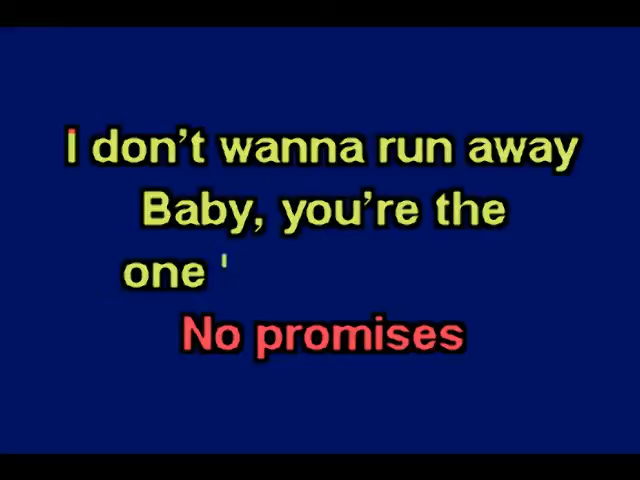 I don't wanna run away
Baby, you're the
one
No promises